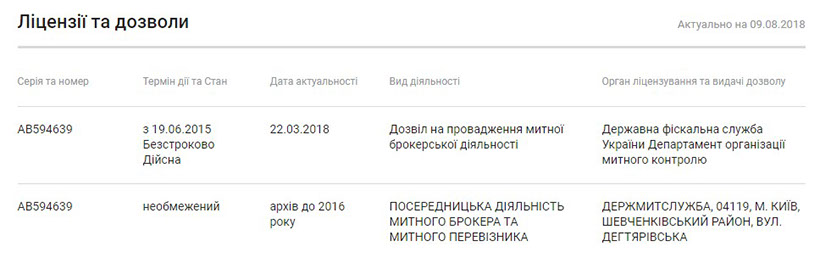 Ліцензії та дозволи
Актуально на 09.08.2018
Серія та номер
Термін дії та Стан
Дата актуальності
Вид діяльності
Орган ліцензування та видачі дозволу
АВ594639
з 19.06.2015
Безстроково
Дійсна
22.03.2018
Дозвіл на провадження митної
брокерської діяльності
Державна фіскальна служба
України Департамент організації
митного контролю
АВ594639
необмежений
архів до 2016
року
ПОСЕРЕДНИЦЬКА ДІЯЛЬНІСТЬ
МИТНОГО БРОКЕРА ТА
МИТНОГО ПЕРЕВІЗНИКА
ДЕРЖМИТСЛУЖБА, 04119, М. КИЇВ,
ШЕВЧЕНКІВСЬКИЙ РАЙОН, ВУЛ.
ДЕГТЯРІВСЬКА